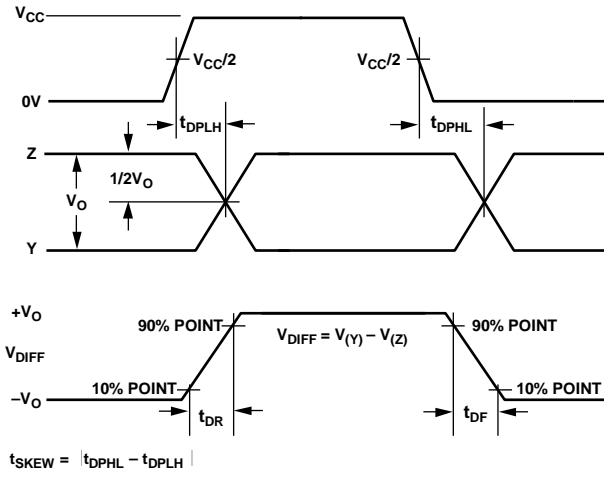 VCC
VCC/2
VCC/2
0V
tDPLH
tDPHL
Z
1/2VO
VO
Y
+VO
90% POINT
VDIFF = V(Y) – V(Z)
90% POINT
VDIFF
10% POINT
10% POINT
–VO
tDR
tDF
tSKEW = |tDPHL – tDPLH|